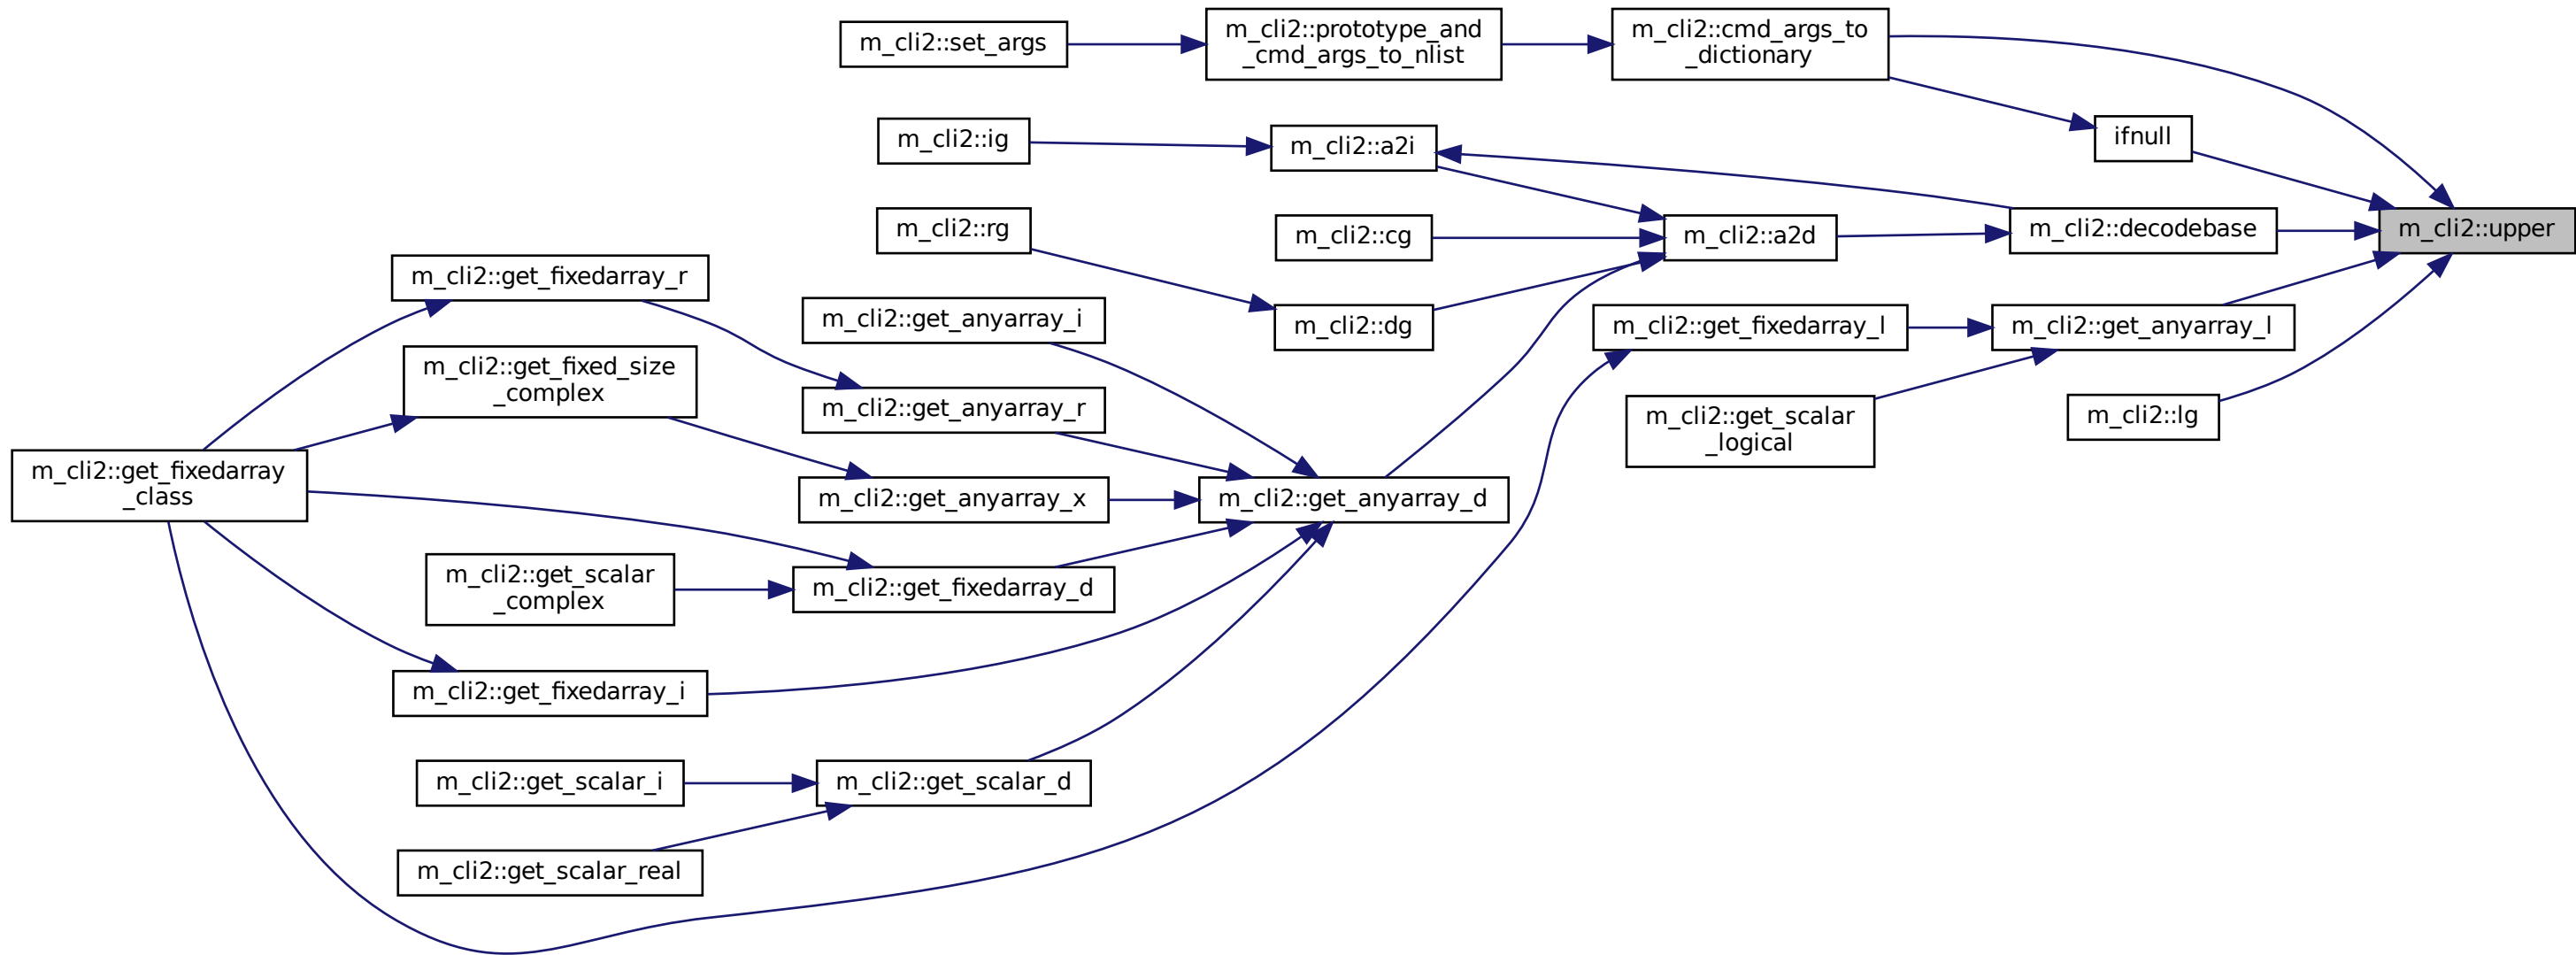 m_cli2::set_args
m_cli2::prototype_and
_cmd_args_to_nlist
m_cli2::cmd_args_to
_dictionary
m_cli2::ig
m_cli2::a2i
ifnull
m_cli2::rg
m_cli2::cg
m_cli2::a2d
m_cli2::decodebase
m_cli2::upper
m_cli2::get_fixedarray_r
m_cli2::get_anyarray_i
m_cli2::dg
m_cli2::get_fixedarray_l
m_cli2::get_anyarray_l
m_cli2::get_fixed_size
_complex
m_cli2::get_anyarray_r
m_cli2::get_scalar
_logical
m_cli2::lg
m_cli2::get_fixedarray
_class
m_cli2::get_anyarray_x
m_cli2::get_anyarray_d
m_cli2::get_scalar
_complex
m_cli2::get_fixedarray_d
m_cli2::get_fixedarray_i
m_cli2::get_scalar_i
m_cli2::get_scalar_d
m_cli2::get_scalar_real